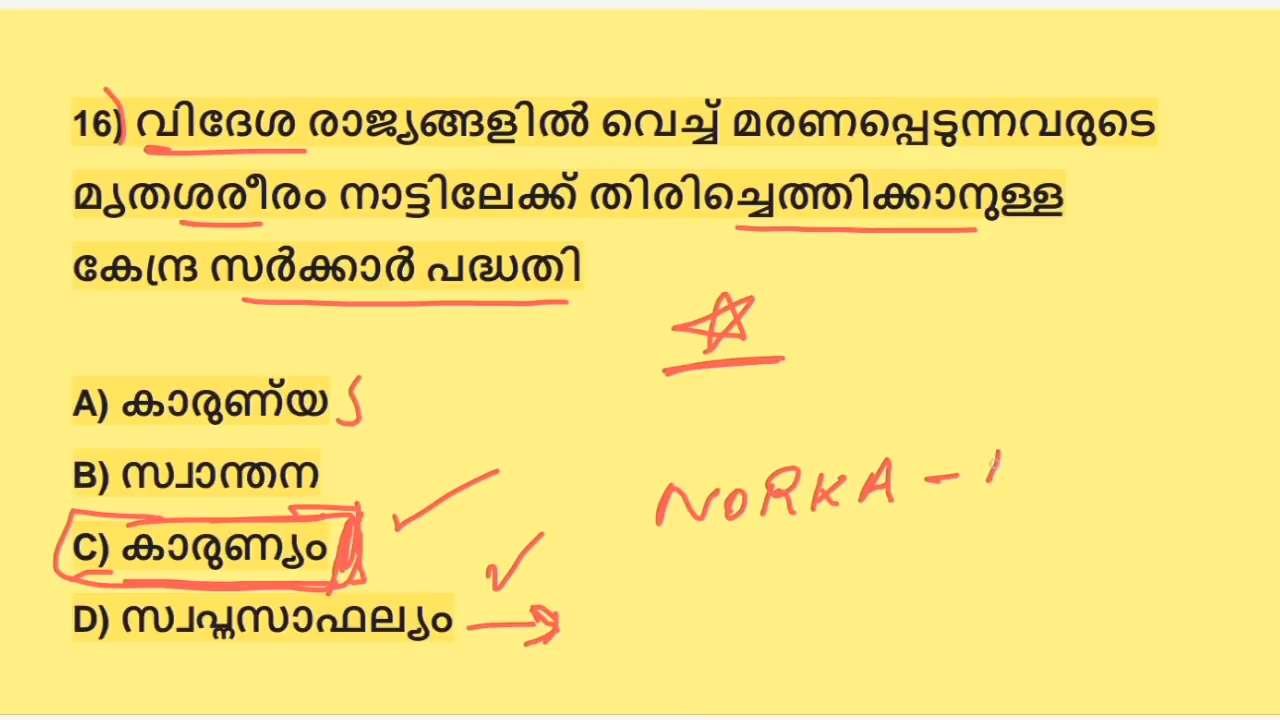 16) വിദേശ രാജ്യങ്ങളിൽ വെച്ച് മരണപ്പെടുന്നവരുടെ
മൃതശരീരം നാട്ടിലേക്ക് തിരിച്ചെത്തിക്കാനുള്ള
കേന്ദ്ര സർക്കാർ പദ്ധതി
A) കാരുണ്‌യ
B) സ്വാന്തന
C) കാരുണ്യം
D) സ്വപ്നസാഫല്യം
NORKA -